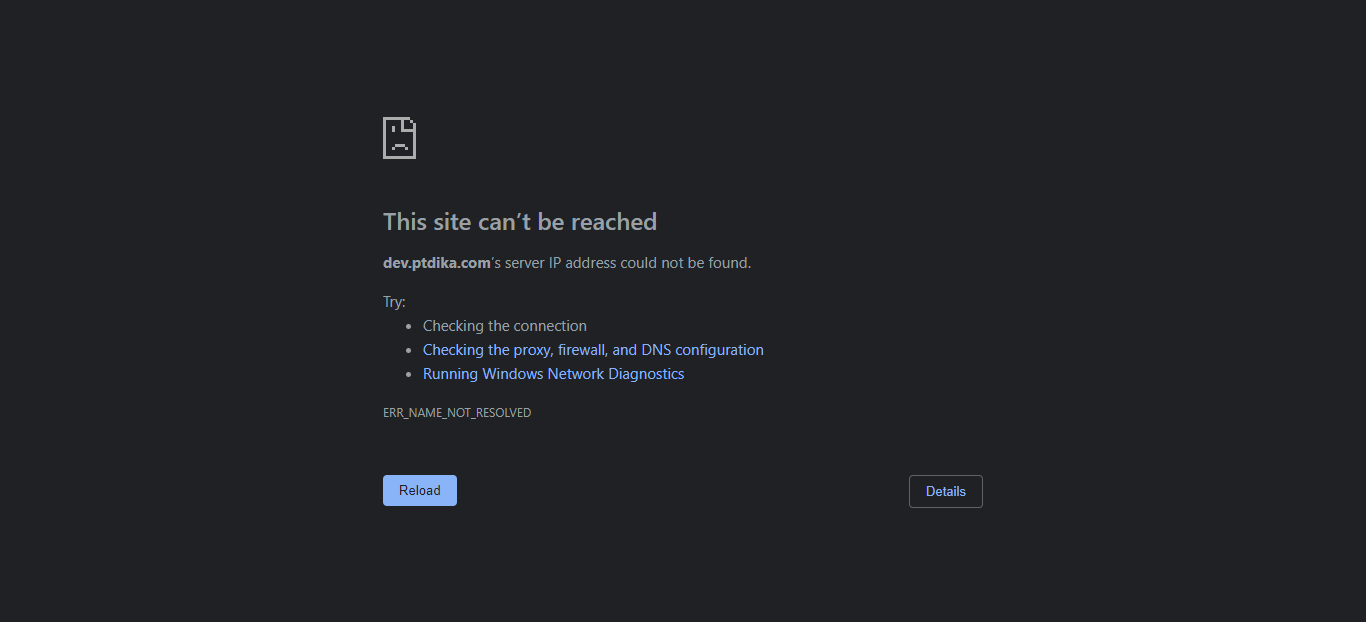 This site can’t be reached
dev.ptdika.com’s server IP address could not be found.
Try:
Checking the connection
Checking the proxy, firewall, and DNS configuration
Running Windows Network Diagnostics
ERR_NAME_NOT_RESOLVED
Reload
Details